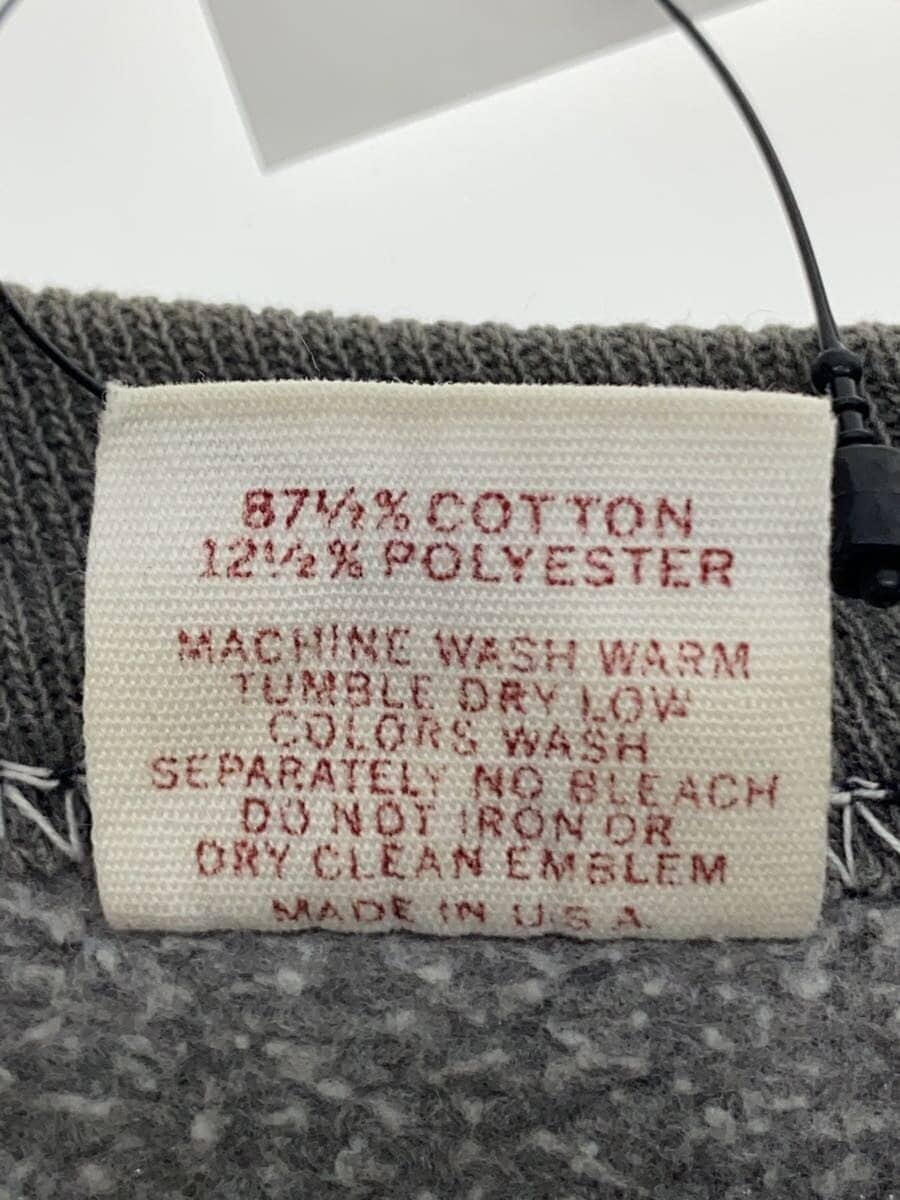 87½% COTTON
12½% POLYESTER
MACHINE WASH WARM
TUMBLE DRY LOW
COLORS WASH
SEPARATELY NO BLEACH
DO NOT IRON OR
DRY CLEAN EMBLEM
MADE IN U.S.A.